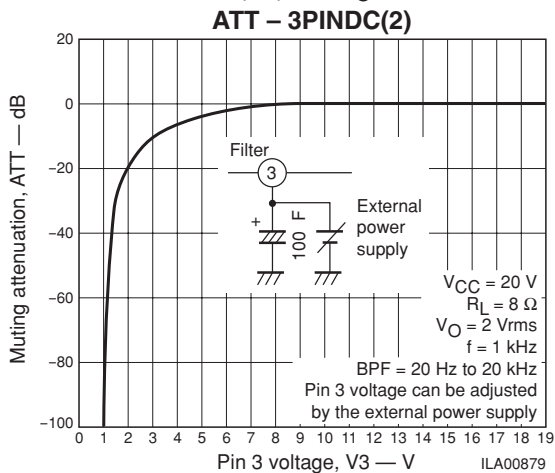 ATT – 3PINDC(2)
20
0
−20
−40
−60
−80
−100
Muting attenuation, ATT — dB
Filter
3
+
100 F
External
power
supply
VCC = 20 V
RL = 8 Ω
VO = 2 Vrms
f = 1 kHz
BPF = 20 Hz to 20 kHz
Pin 3 voltage can be adjusted
by the external power supply
0 1 2 3 4 5 6 7 8 9 10 11 12 13 14 15 16 17 18 19
Pin 3 voltage, V3 — V
ILA00879